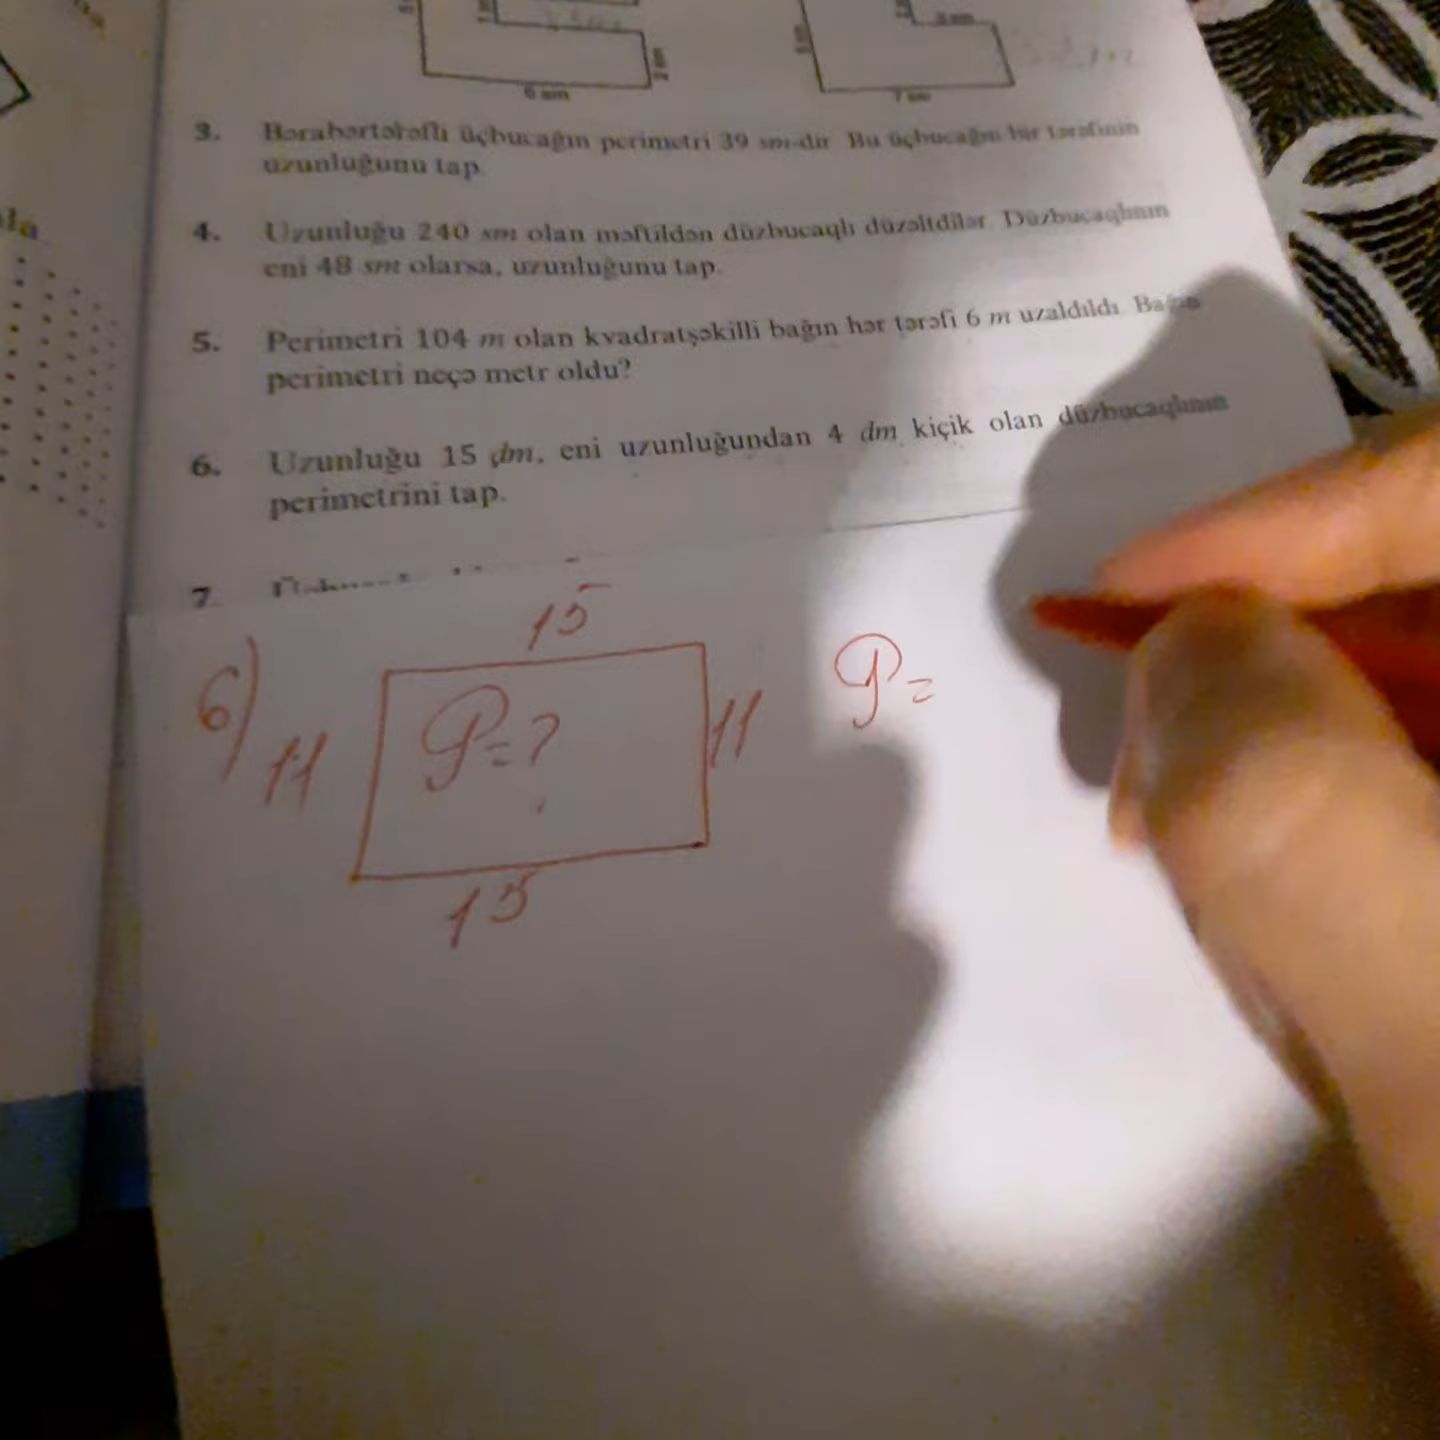 6 sm
7 sm
3. Bərabərtərəfli üçbucağın perimetri 39 sm-dir. Bu üçbucağın bir tərəfinin
uzunluğunu tap.
4. Uzunluğu 240 sm olan məftildən düzbucaqlı düzəltdilər. Düzbucaqlının
eni 48 sm olarsa, uzunluğunu tap.
5. Perimetri 104 m olan kvadratşəkilli bağın hər tərəfi 6 m uzaldıldı. Bağın
perimetri neçə metr oldu?
6. Uzunluğu 15 dm, eni uzunluğundan 4 dm kiçik olan düzbucaqlının
perimetrini tap.
7.
15
6) 11 P=? 11 P=
15